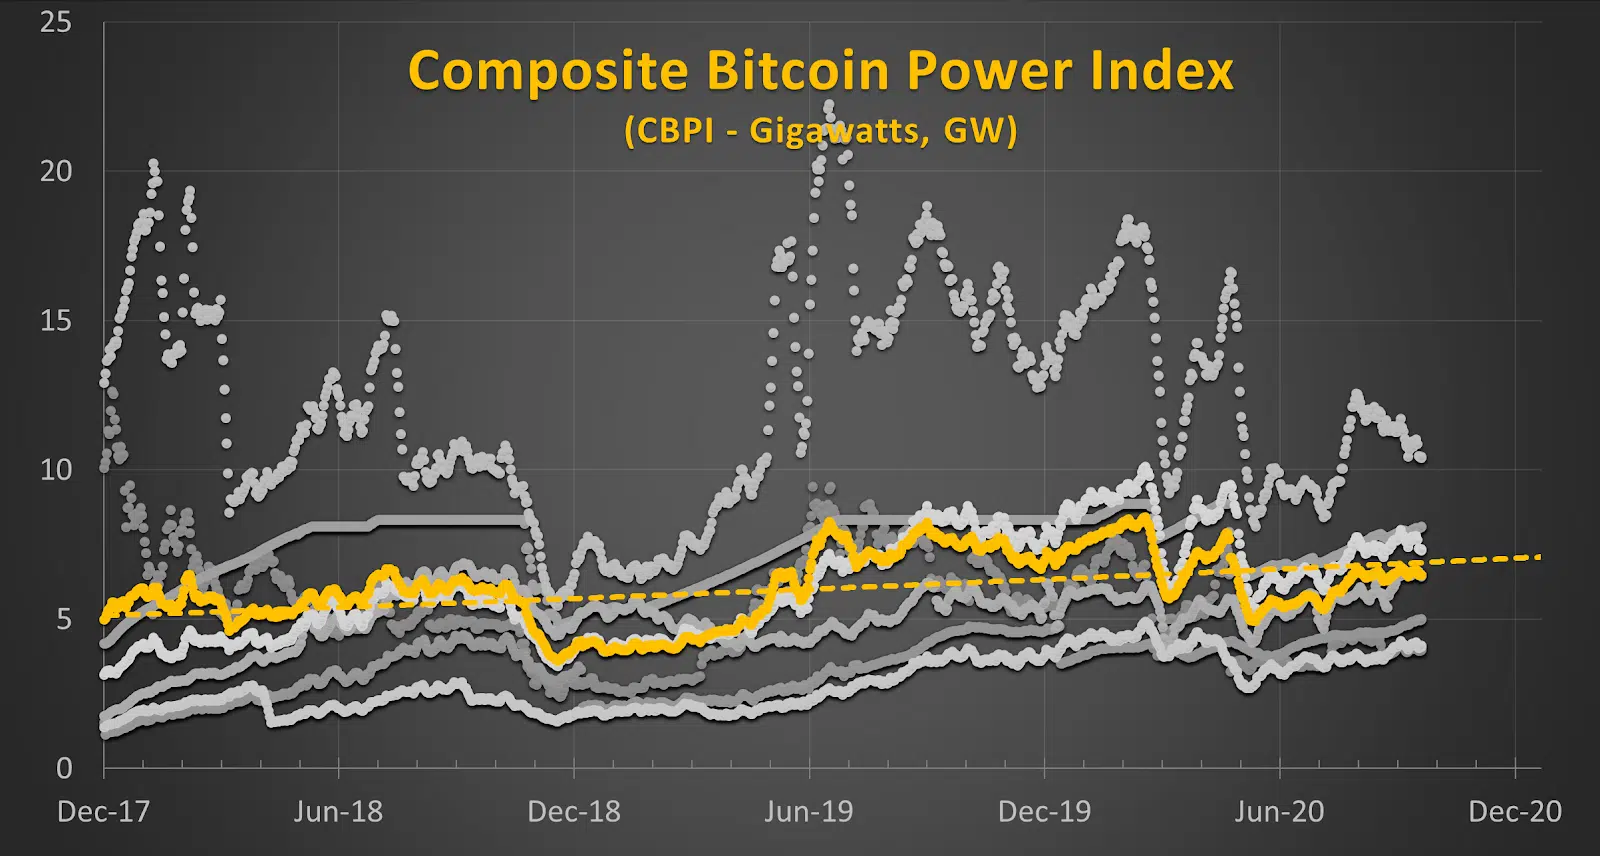 Composite Bitcoin Power Index
(CBPI - Gigawatts, GW)
25
20
15
10
5
0
Dec-17 Jun-18 Dec-18 Jun-19 Dec-19 Jun-20 Dec-20